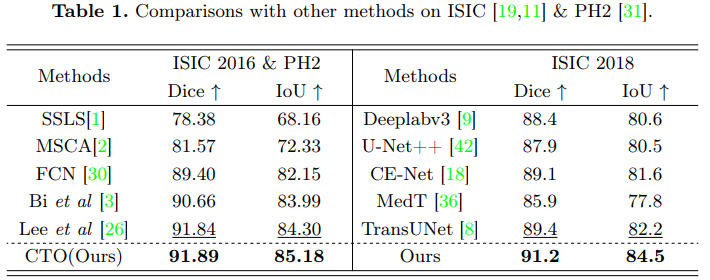 Table 1. Comparisons with other methods on ISIC [19,11] & PH2 [31].
Methods ISIC 2016 & PH2 Methods ISIC 2018
Dice ↑ IoU ↑ Dice ↑ IoU ↑
SSLS[1] 78.38 68.16 Deeplabv3 [9] 88.4 80.6
MSCA[2] 81.57 72.33 U-Net++ [42] 87.9 80.5
FCN [30] 89.40 82.15 CE-Net [18] 89.1 81.6
Bi et al [3] 90.66 83.99 MedT [36] 85.9 77.8
Lee et al [26] 91.84 84.30 TransUNet [8] 89.4 82.2
CTO(Ours) 91.89 85.18 Ours 91.2 84.5